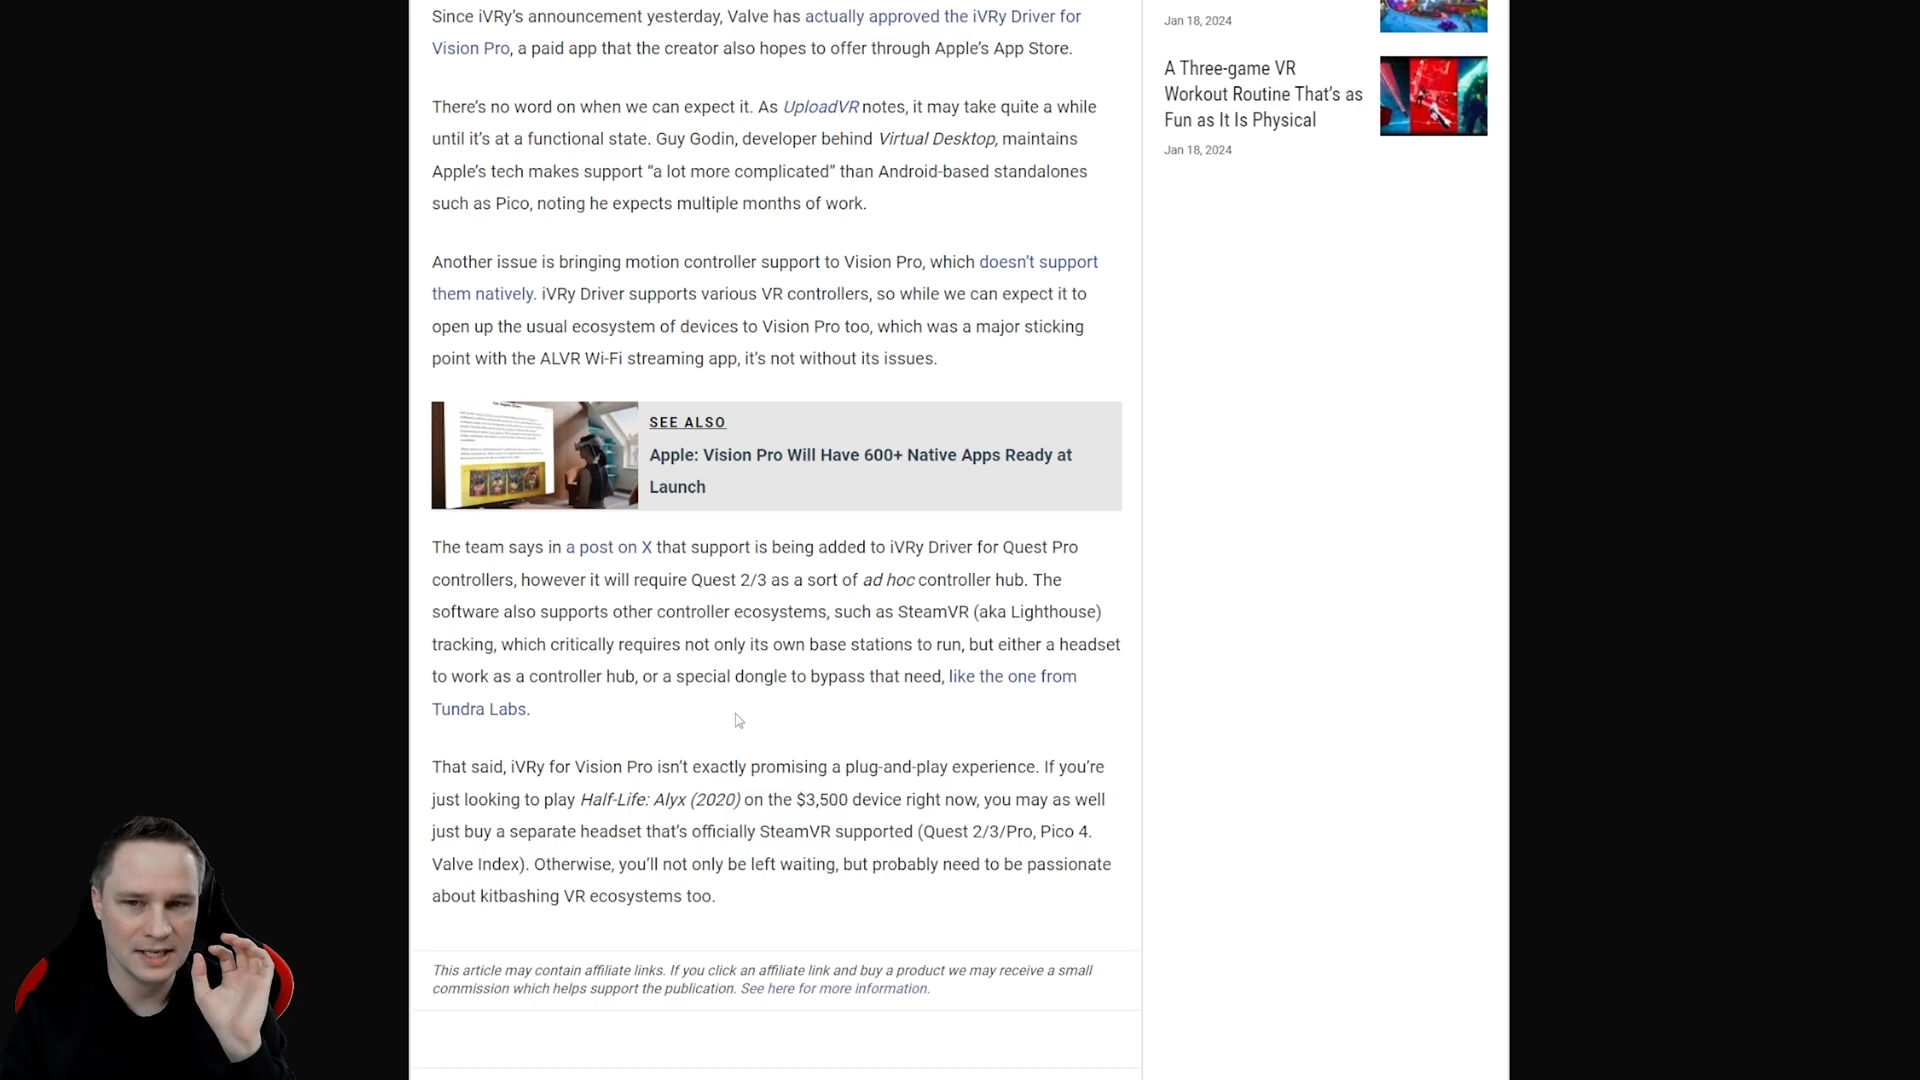 Since iVRy’s announcement yesterday, Valve has actually approved the iVRy Driver for
Vision Pro, a paid app that the creator also hopes to offer through Apple’s App Store.
There’s no word on when we can expect it. As UploadVR notes, it may take quite a while
until it’s at a functional state. Guy Godin, developer behind Virtual Desktop, maintains
Apple’s tech makes support “a lot more complicated” than Android-based standalones
such as Pico, noting he expects multiple months of work.
Another issue is bringing motion controller support to Vision Pro, which doesn’t support
them natively. iVRy Driver supports various VR controllers, so while we can expect it to
open up the usual ecosystem of devices to Vision Pro too, which was a major sticking
point with the ALVR Wi-Fi streaming app, it’s not without its issues.
SEE ALSO
Apple: Vision Pro Will Have 600+ Native Apps Ready at
Launch
The team says in a post on X that support is being added to iVRy Driver for Quest Pro
controllers, however it will require Quest 2/3 as a sort of ad hoc controller hub. The
software also supports other controller ecosystems, such as SteamVR (aka Lighthouse)
tracking, which critically requires not only its own base stations to run, but either a headset
to work as a controller hub, or a special dongle to bypass that need, like the one from
Tundra Labs.
That said, iVRy for Vision Pro isn’t exactly promising a plug-and-play experience. If you’re
just looking to play Half-Life: Alyx (2020) on the $3,500 device right now, you may as well
just buy a separate headset that’s officially SteamVR supported (Quest 2/3/Pro, Pico 4.
Valve Index). Otherwise, you’ll not only be left waiting, but probably need to be passionate
about kitbashing VR ecosystems too.
This article may contain affiliate links. If you click an affiliate link and buy a product we may receive a small
commission which helps support the publication. See here for more information.
Jan 18, 2024
A Three-game VR
Workout Routine That’s as
Fun as It Is Physical
Jan 18, 2024